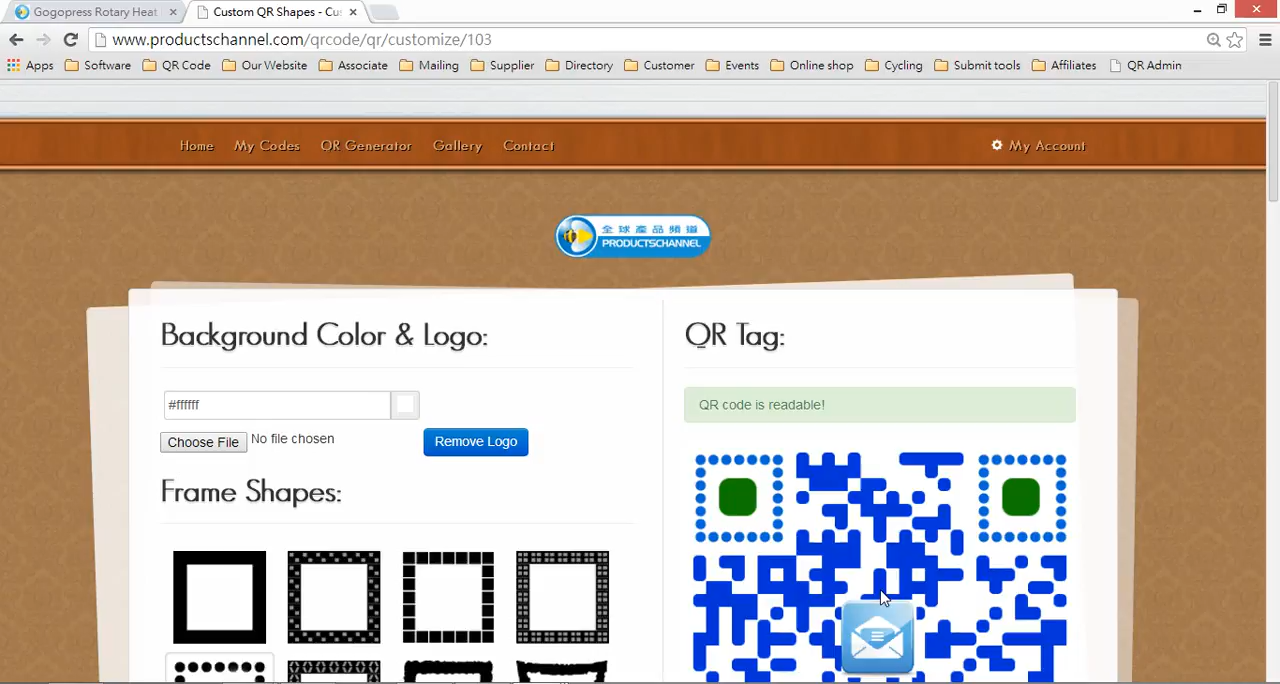 Gogopress Rotary Heat
Custom QR Shapes - Cu
www.productschannel.com/qrcode/qr/customize/103
Apps Software QR Code Our Website Associate Mailing Supplier Directory Customer Events Online shop Cycling Submit tools Affiliates QR Admin
Home My Codes QR Generator Gallery Contact My Account
全球產品頻道
PRODUCTSCHANNEL
Background Color & Logo:
#ffffff
Choose File No file chosen
Remove Logo
Frame Shapes:
QR Tag:
QR code is readable!